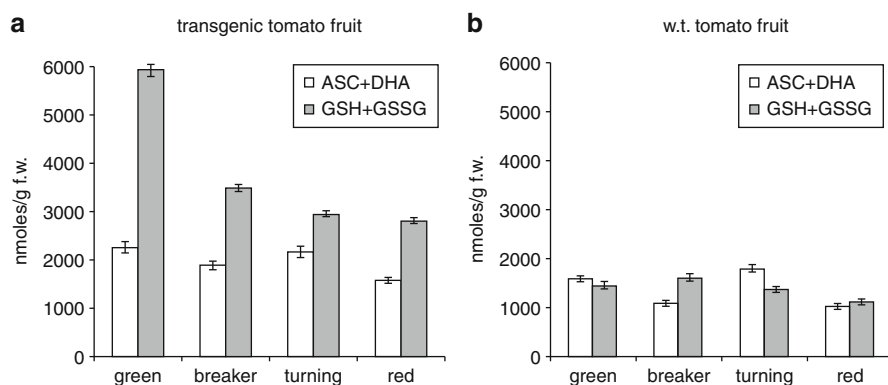 a transgenic tomato fruit
nmoles/g f.w.
6000
5000
4000
3000
2000
1000
0
ASC+DHA
GSH+GSSG
green breaker turning red
b w.t. tomato fruit
nmoles/g f.w.
6000
5000
4000
3000
2000
1000
0
ASC+DHA
GSH+GSSG
green breaker turning red